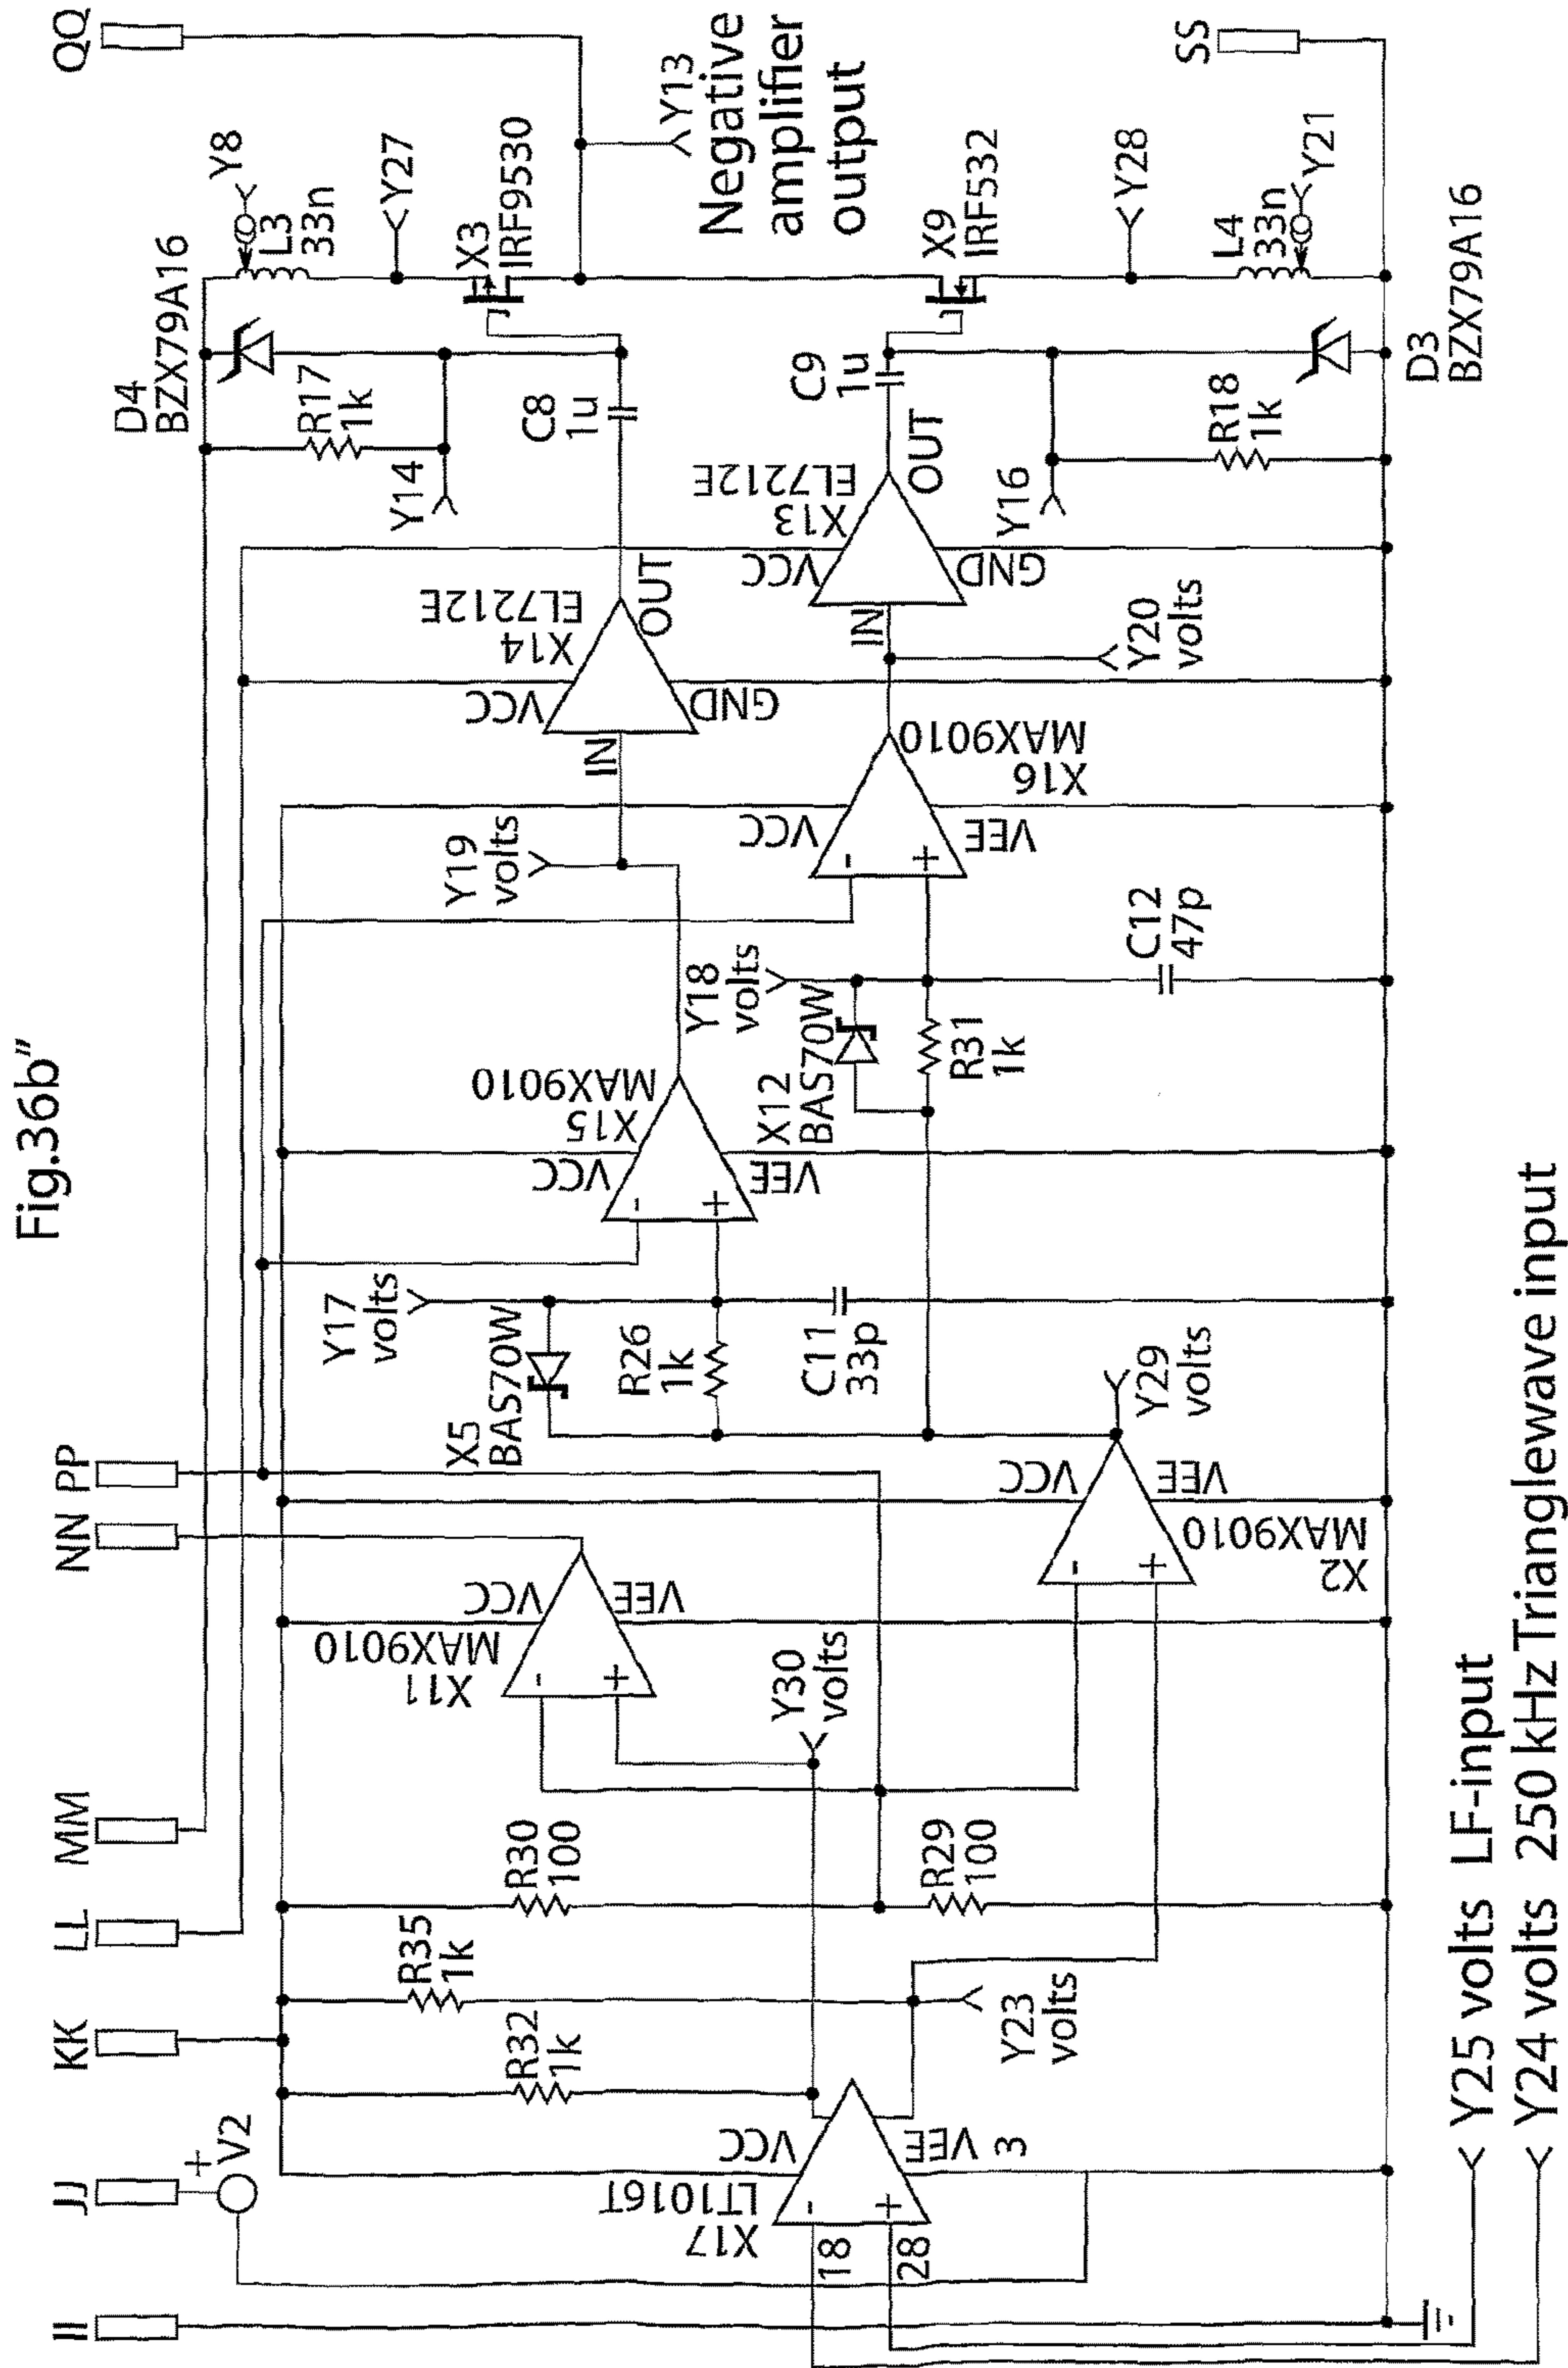 Fig.36b”
II
JJ
KK
LL
MM
NN
PP
QQ
SS
+
V2
R32
1k
R35
1k
R30
100
R29
100
X17
LT1016T
VCC
VEE
3
-
+
18
28
Y23
volts
Y30
volts
X11
MAX9010
VCC
VEE
-
+
X2
MAX9010
VCC
VEE
-
+
Y29
volts
Y17
volts
X5
BAS70W
R26
1k
C11
33p
X15
MAX9010
VCC
VEE
-
+
Y18
volts
X12
BAS70W
R31
1k
C12
47p
Y19
volts
X16
MAX9010
VCC
VEE
-
+
IN
X14
EL7212E
VCC
GND
OUT
Y20
volts
IN
X13
EL7212E
VCC
GND
OUT
Y14
R17
1k
D4
BZX79A16
C8
1u
C9
1u
Y16
R18
1k
D3
BZX79A16
Y8
L3
33n
Y27
X3
IRF9530
X9
IRF532
Y28
L4
33n
Y21
Y13
Negative
amplifier
output
Y25 volts LF-input
Y24 volts 250 kHz Trianglewave input